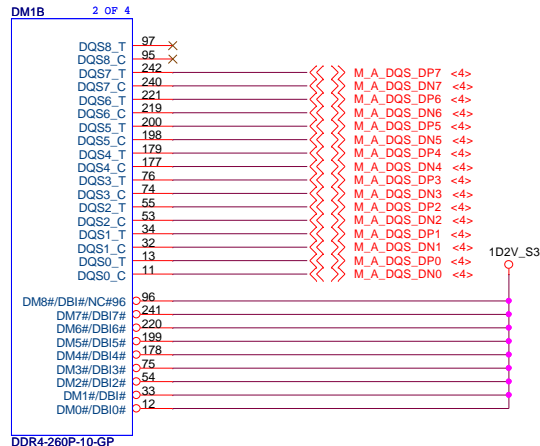 DM1B 2 OF 4
DQS8_T 97
DQS8_C 95
DQS7_T 242 M_A_DQS_DP7 <4>
DQS7_C 240 M_A_DQS_DN7 <4>
DQS6_T 221 M_A_DQS_DP6 <4>
DQS6_C 219 M_A_DQS_DN6 <4>
DQS5_T 200 M_A_DQS_DP5 <4>
DQS5_C 198 M_A_DQS_DN5 <4>
DQS4_T 179 M_A_DQS_DP4 <4>
DQS4_C 177 M_A_DQS_DN4 <4>
DQS3_T 76 M_A_DQS_DP3 <4>
DQS3_C 74 M_A_DQS_DN3 <4>
DQS2_T 55 M_A_DQS_DP2 <4>
DQS2_C 53 M_A_DQS_DN2 <4>
DQS1_T 34 M_A_DQS_DP1 <4>
DQS1_C 32 M_A_DQS_DN1 <4>
DQS0_T 13 M_A_DQS_DP0 <4>
DQS0_C 11 M_A_DQS_DN0 <4>
1D2V_S3
DM8#/DBI#/NC#96 96
DM7#/DBI7# 241
DM6#/DBI6# 220
DM5#/DBI5# 199
DM4#/DBI4# 178
DM3#/DBI3# 75
DM2#/DBI2# 54
DM1#/DBI# 33
DM0#/DBI0# 12
DDR4-260P-10-GP